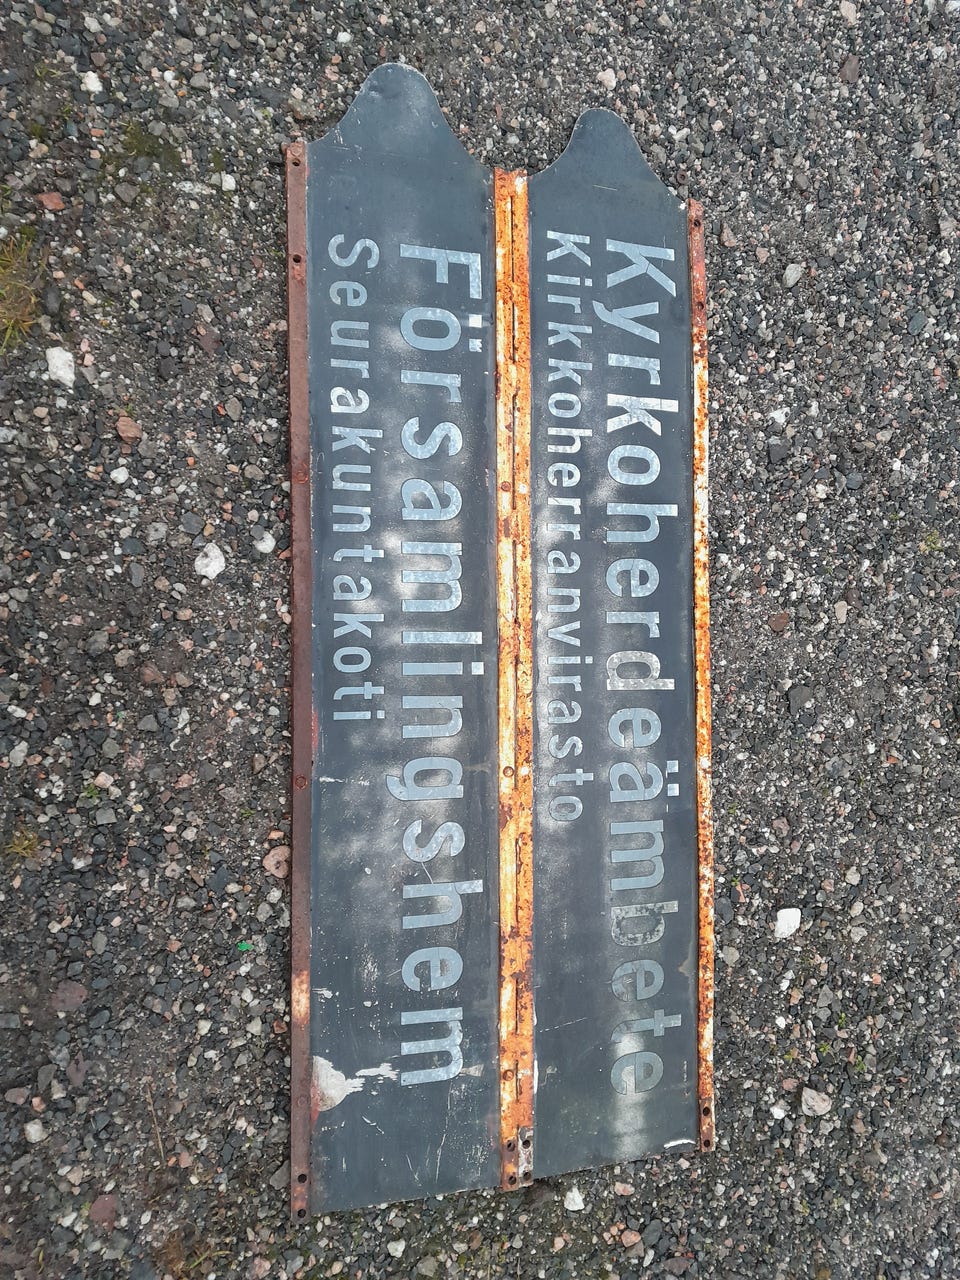 Kyrkoherdeämbete
Kirkkoherranvirasto
Församlingshem
Seurakuntakoti